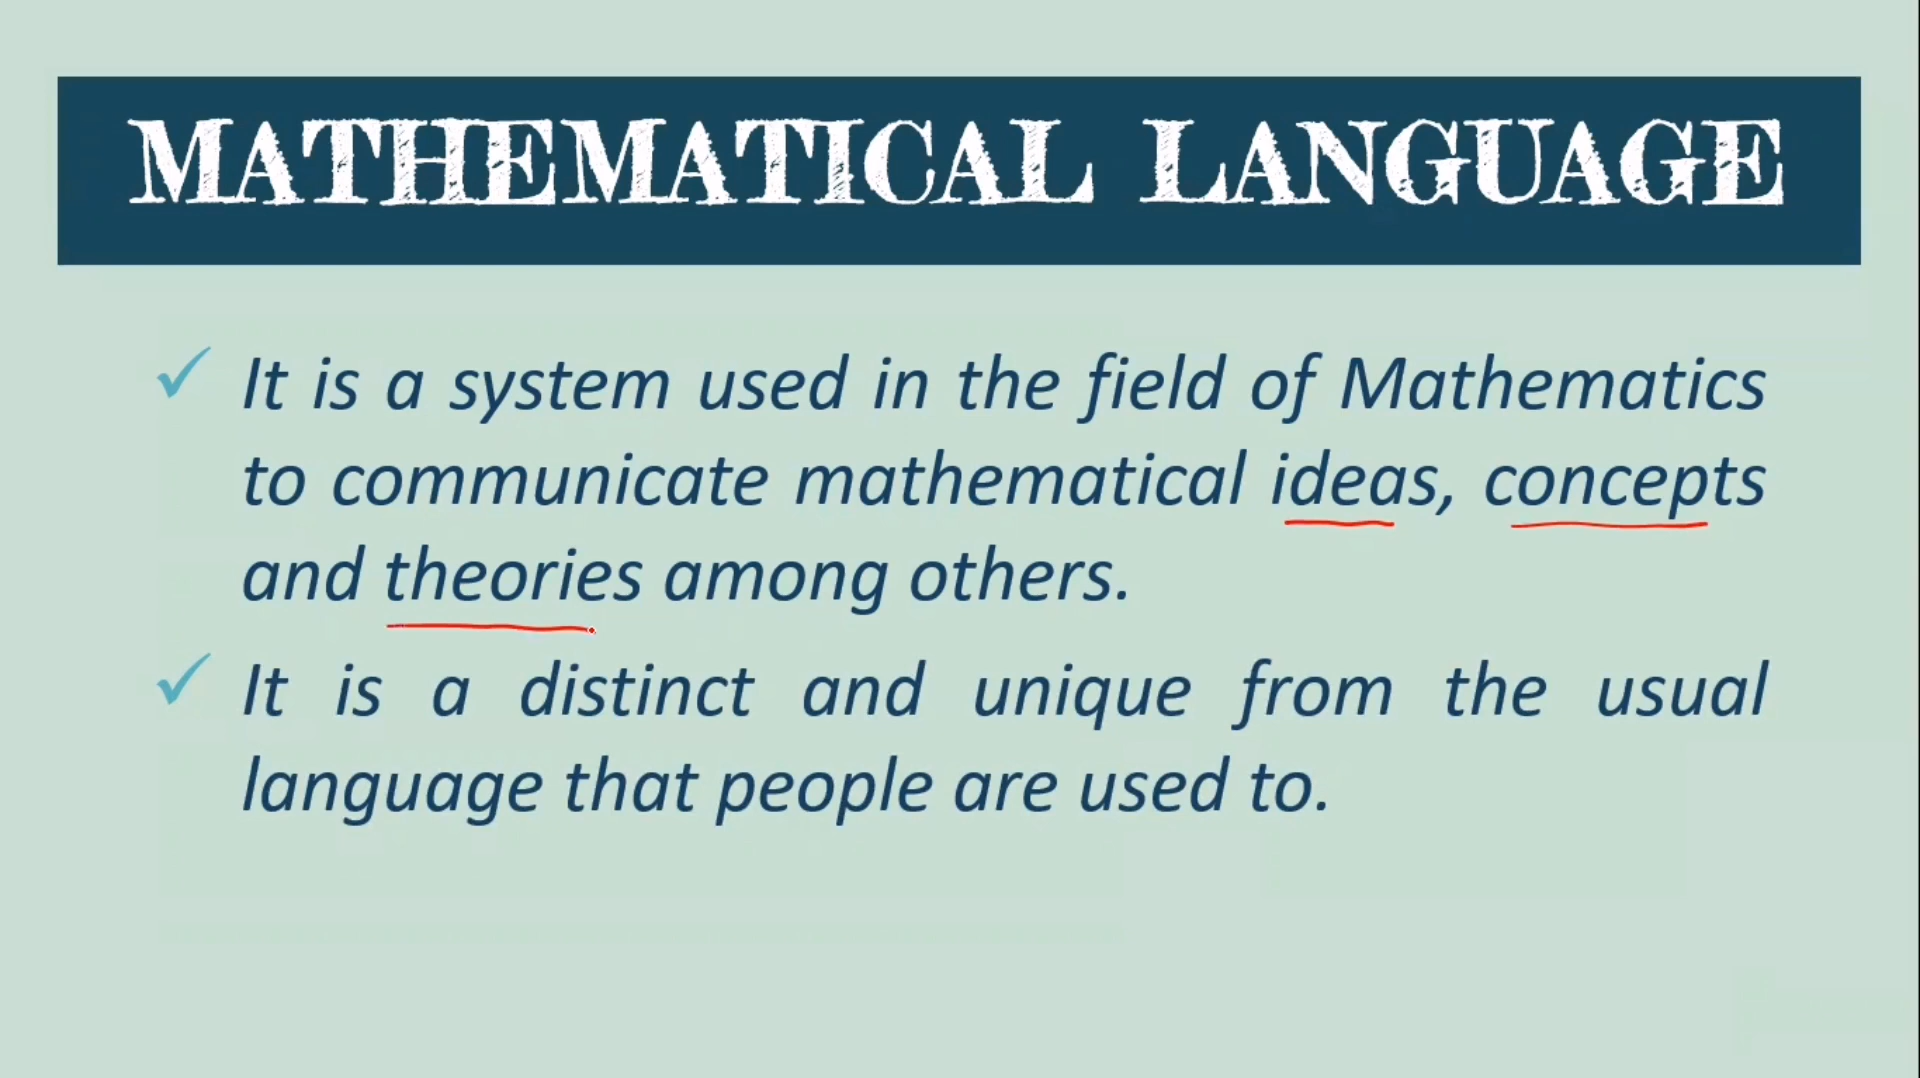 MATHEMATICAL LANGUAGE
✓ It is a system used in the field of Mathematics
to communicate mathematical ideas, concepts
and theories among others.
✓ It is a distinct and unique from the usual
language that people are used to.